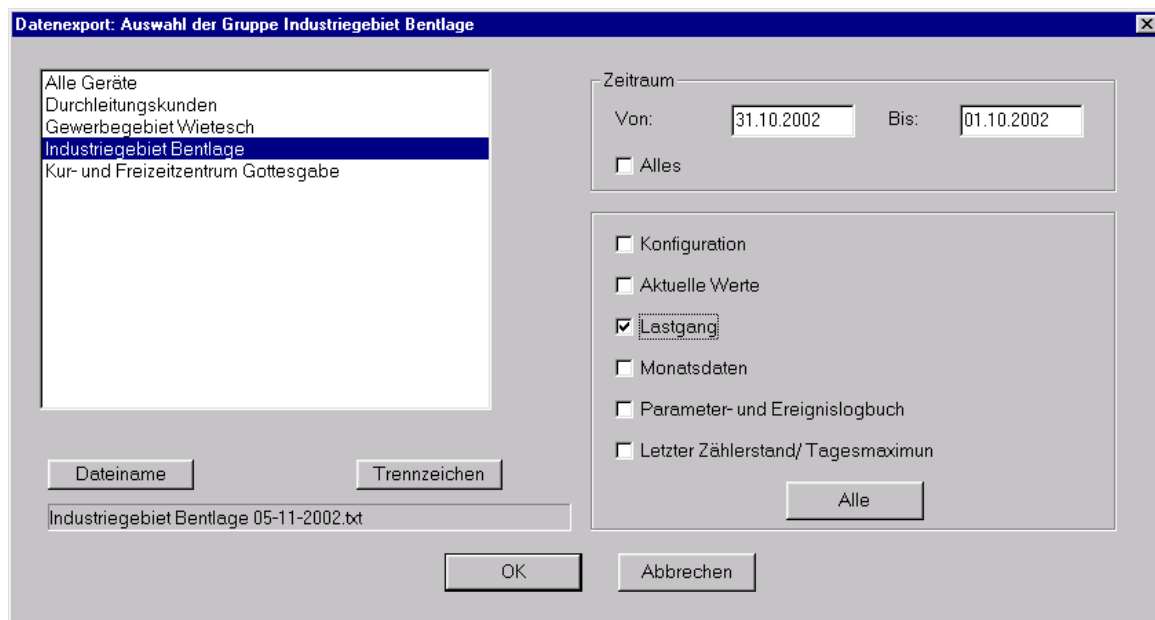 Datenexport: Auswahl der Gruppe Industriegebiet Bentlage
Alle Geräte
Durchleitungskunden
Gewerbegebiet Wietesch
Industriegebiet Bentlage
Kur- und Freizeitzentrum Gottesgabe
Dateiname
Trennzeichen
Industriegebiet Bentlage 05-11-2002.txt
Zeitraum
Von: 31.10.2002 Bis: 01.10.2002
Alles
Konfiguration
Aktuelle Werte
Lastgang
Monatsdaten
Parameter- und Ereignislogbuch
Letzter Zählerstand/ Tagesmaximun
Alle
OK
Abbrechen